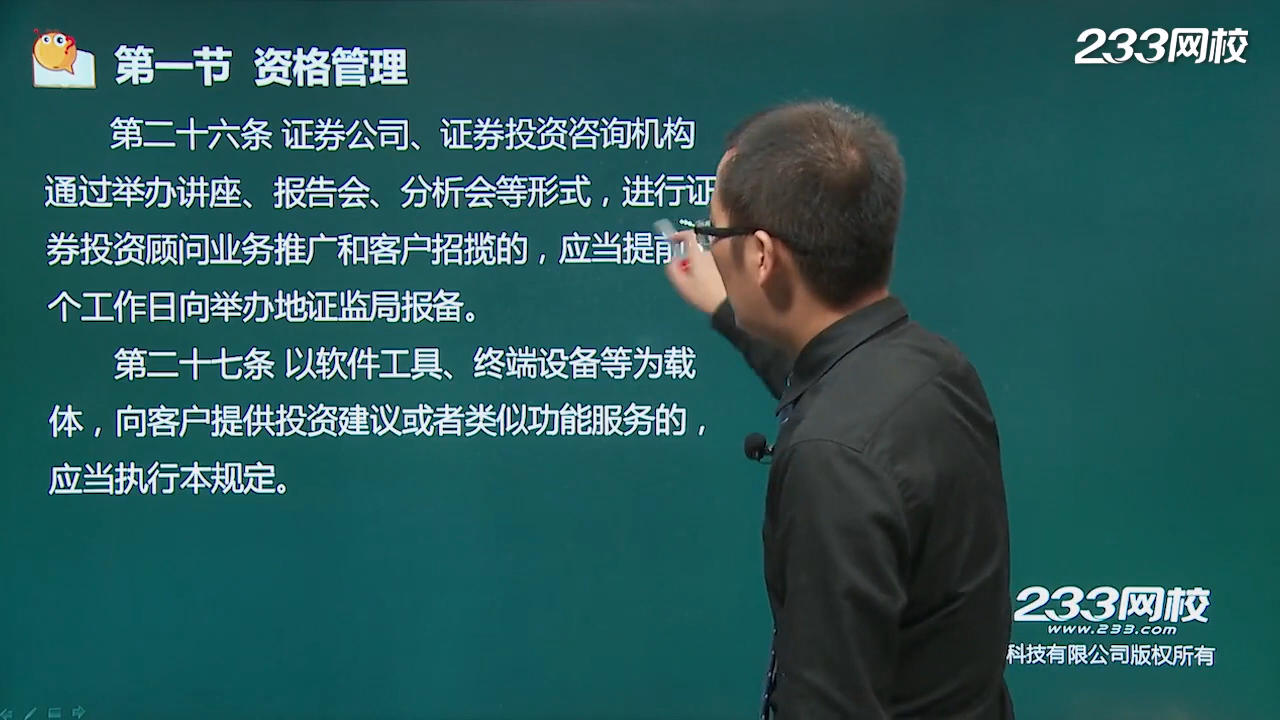 233网校
第一节 资格管理
第二十六条 证券公司、证券投资咨询机构
通过举办讲座、报告会、分析会等形式，进行证
券投资顾问业务推广和客户招揽的，应当提前
个工作日向举办地证监局报备。
第二十七条 以软件工具、终端设备等为载
体，向客户提供投资建议或者类似功能服务的，
应当执行本规定。
233网校
www.233.com
科技有限公司版权所有